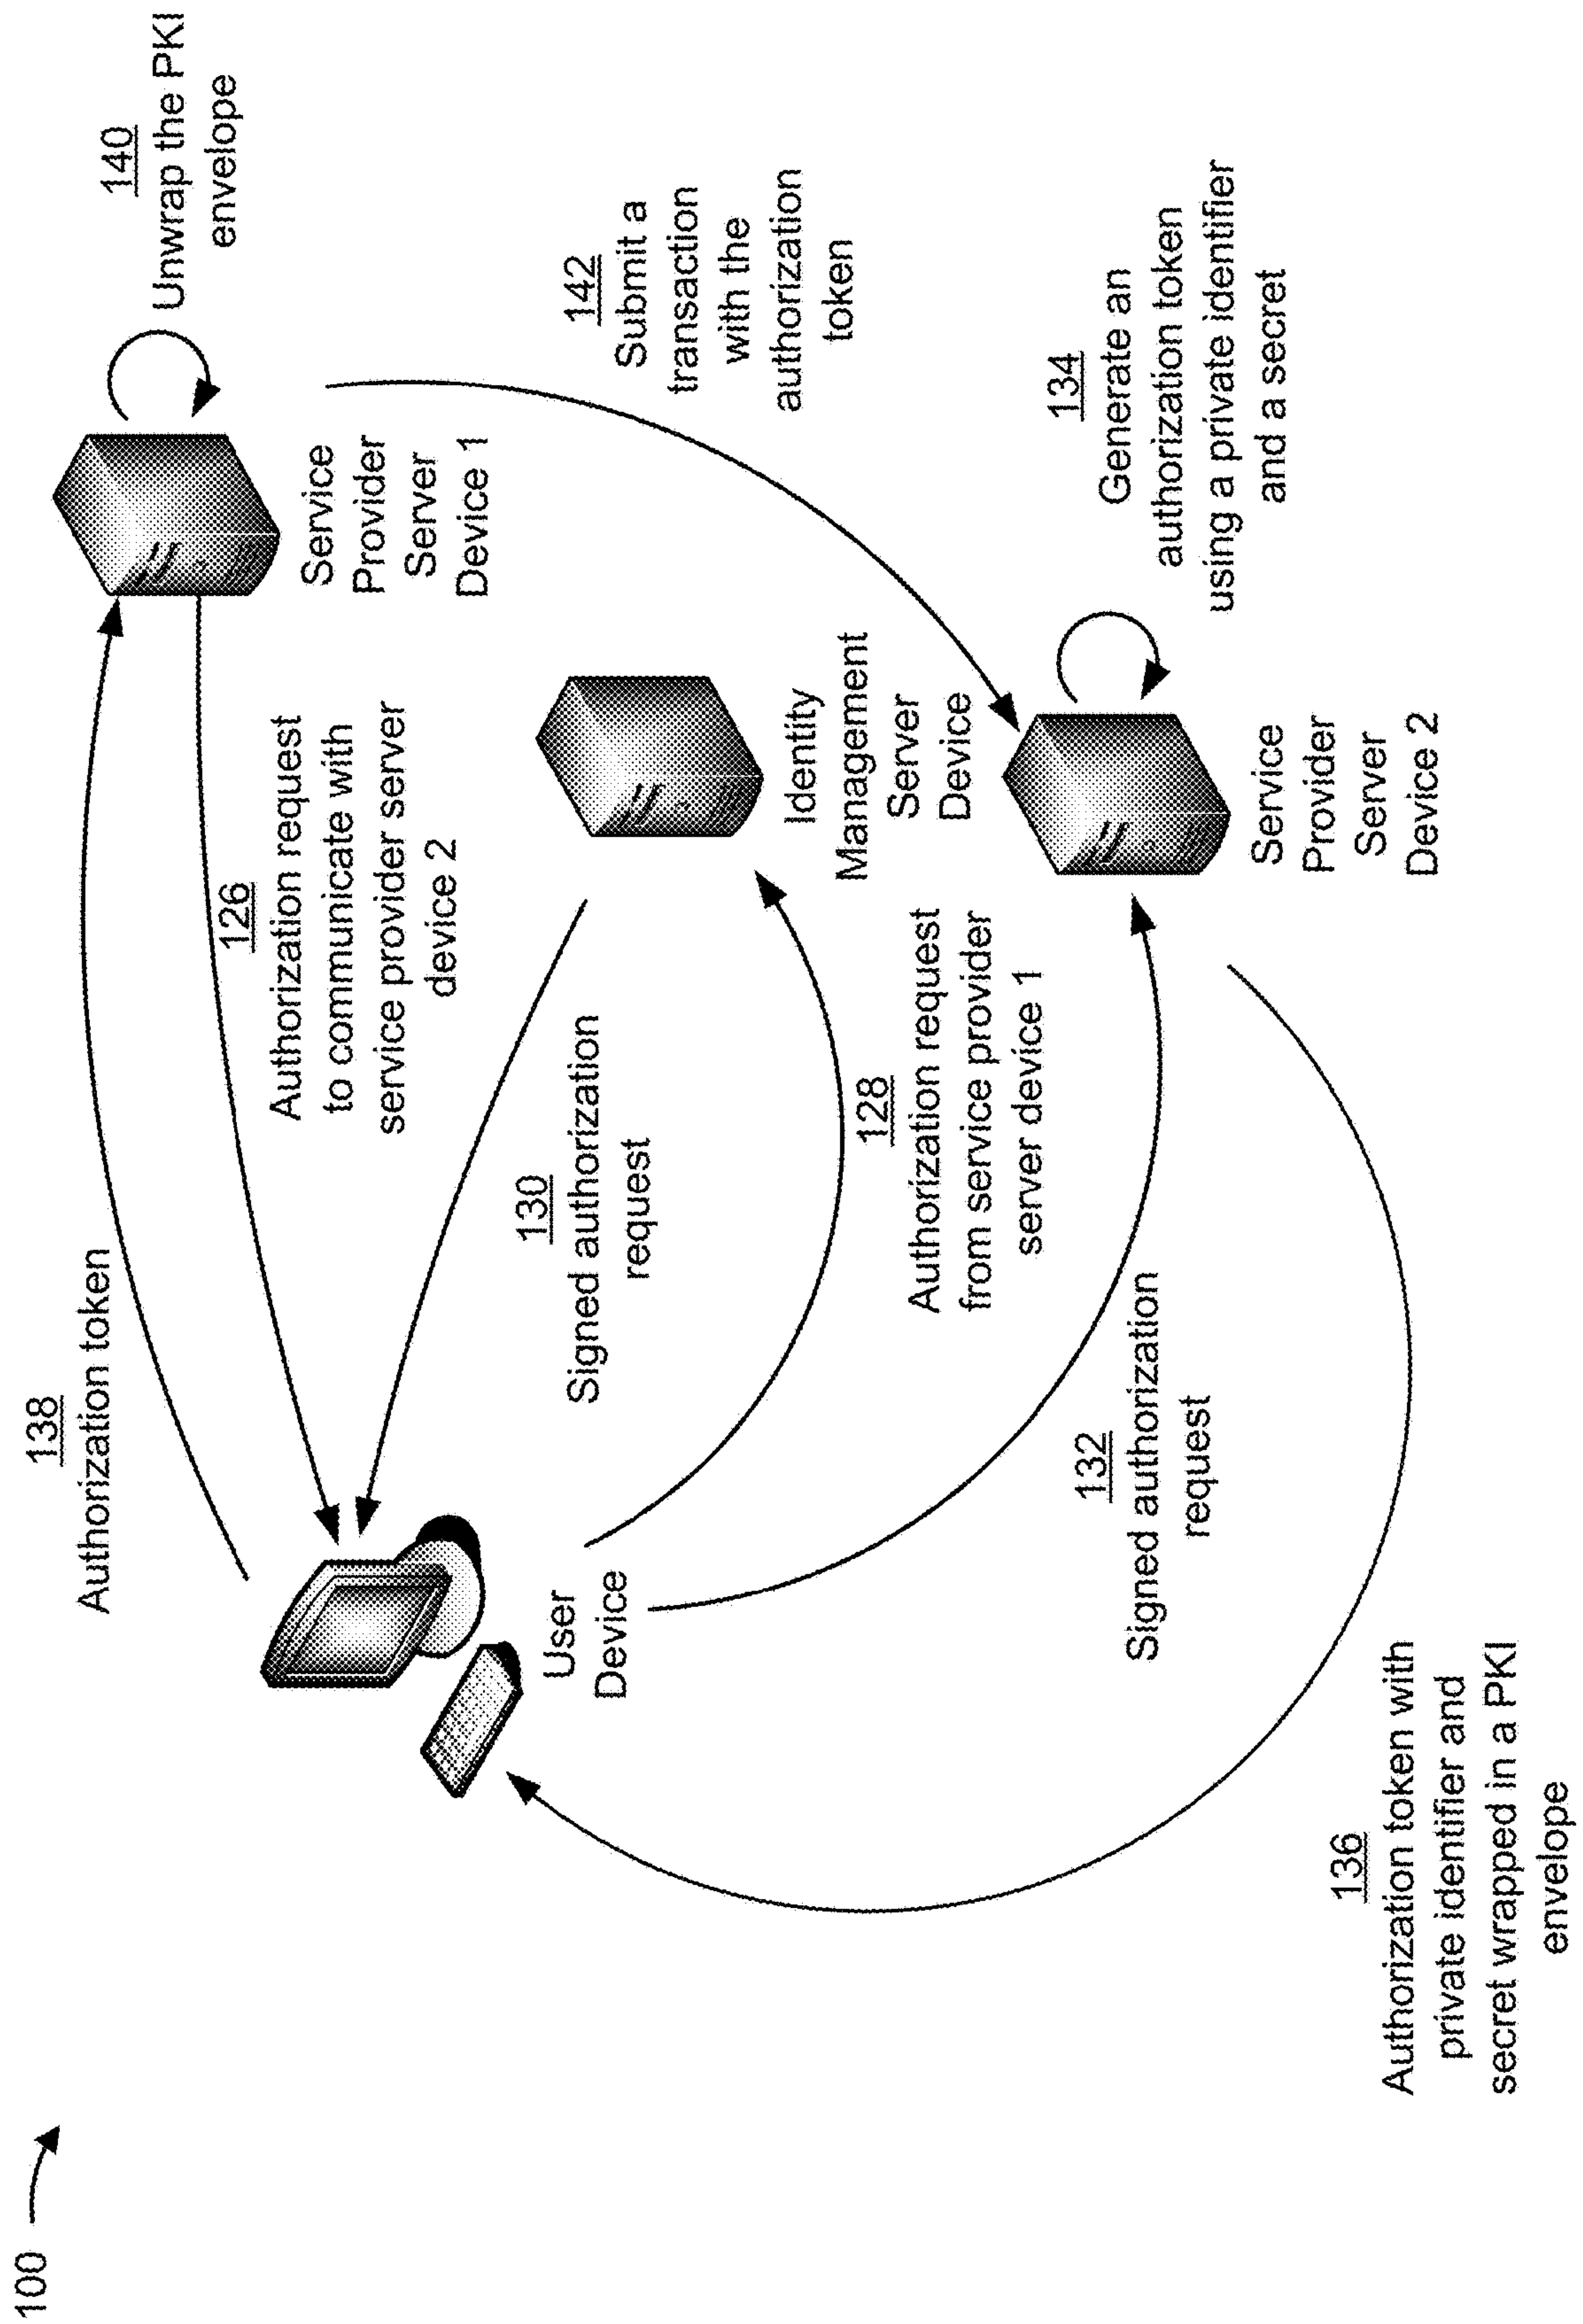 100
138
Authorization token
126
Authorization request
to communicate with
service provider server
device 2
140
Unwrap the PKI
envelope
Service
Provider
Server
Device 1
User
Device
130
Signed authorization
request
Identity
Management
Server
Device
142
Submit a
transaction
with the
authorization
token
128
Authorization request
from service provider
server device 1
132
Signed authorization
request
Service
Provider
Server
Device 2
134
Generate an
authorization token
using a private identifier
and a secret
136
Authorization token with
private identifier and
secret wrapped in a PKI
envelope